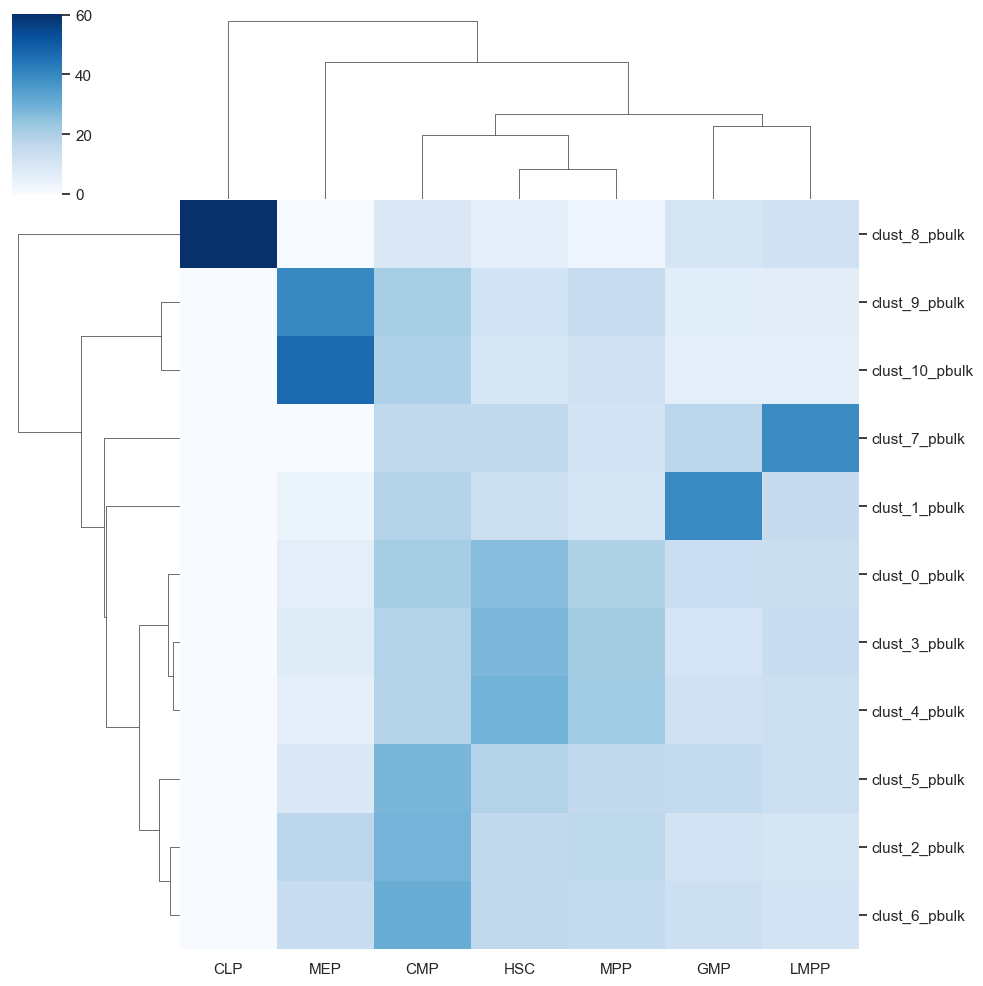 60
40
20
0
clust_8_pbulk
clust_9_pbulk
clust_10_pbulk
clust_7_pbulk
clust_1_pbulk
clust_0_pbulk
clust_3_pbulk
clust_4_pbulk
clust_5_pbulk
clust_2_pbulk
clust_6_pbulk
CLP MEP CMP HSC MPP GMP LMPP